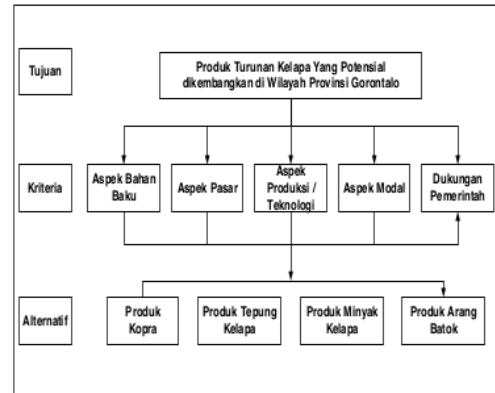 Tujuan
Produk Turunan Kelapa Yang Potensial
dikembangkan di Wilayah Provinsi Gorontalo
Kriteria
Aspek Bahan
Baku
Aspek Pasar
Aspek
Produksi /
Teknologi
Aspek Modal
Dukungan
Pemerintah
Alternatif
Produk
Kopra
Produk Tepung
Kelapa
Produk Minyak
Kelapa
Produk Arang
Batok